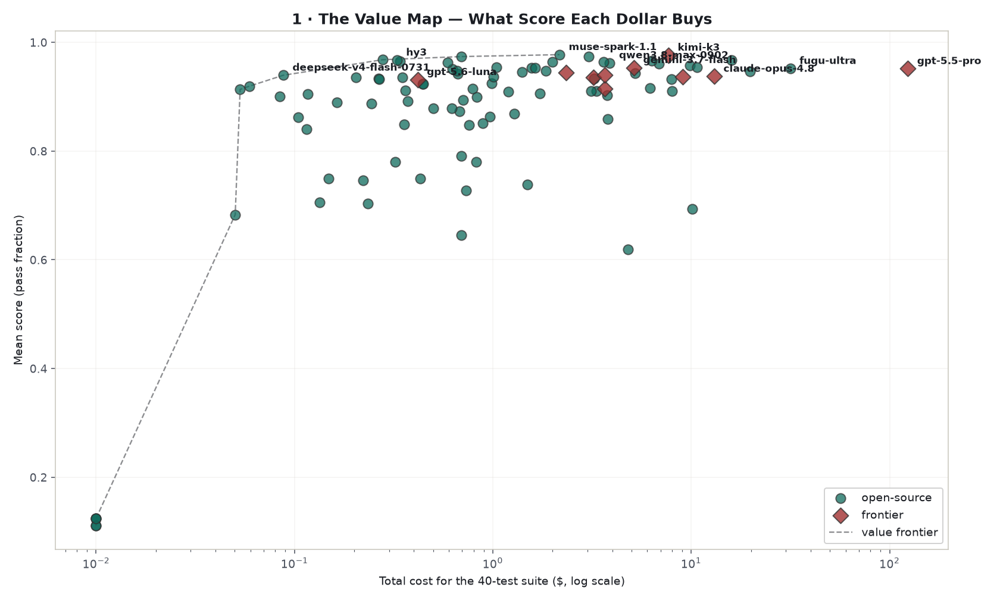 1 · The Value Map — What Score Each Dollar Buys
muse-spark-1.1
kimi-k3
hy3
qwen3.8-max-0902
gemini-3.7-flash
fugu-ultra
gpt-5.5-pro
deepseek-v4-flash-0731
gpt-5.6-luna
claude-opus-4.8
1.0
0.8
0.6
0.4
0.2
Mean score (pass fraction)
open-source
frontier
value frontier
10⁻² 10⁻¹ 10⁰ 10¹ 10²
Total cost for the 40-test suite ($, log scale)